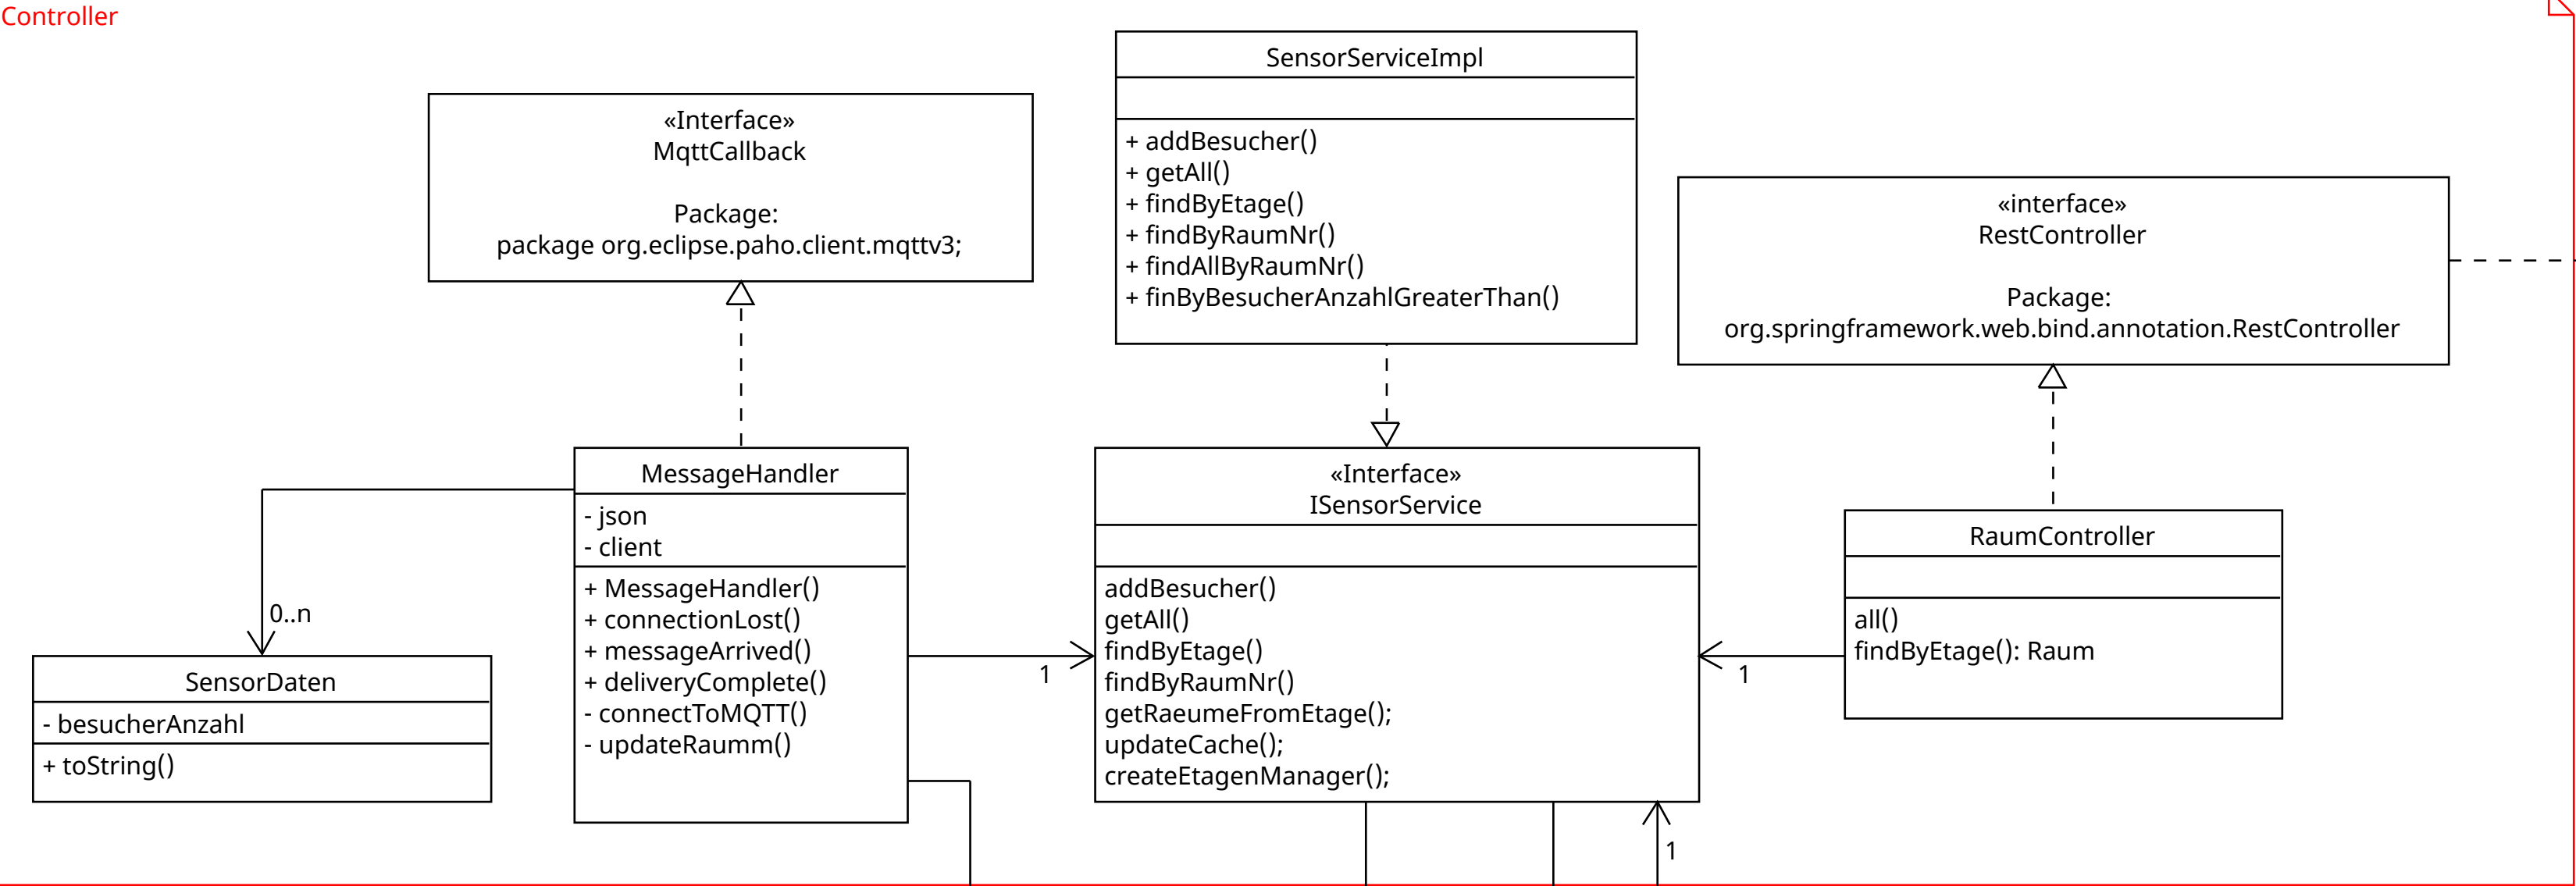 Controller
«Interface»
MqttCallback
Package:
package org.eclipse.paho.client.mqttv3;
SensorServiceImpl
+ addBesucher()
+ getAll()
+ findByEtage()
+ findByRaumNr()
+ findAllByRaumNr()
+ finByBesucherAnzahlGreaterThan()
«interface»
RestController
Package:
org.springframework.web.bind.annotation.RestController
MessageHandler
- json
- client
+ MessageHandler()
+ connectionLost()
+ messageArrived()
+ deliveryComplete()
- connectToMQTT()
- updateRaumm()
0..n
SensorDaten
- besucherAnzahl
+ toString()
1
«Interface»
ISensorService
addBesucher()
getAll()
findByEtage()
findByRaumNr()
getRaeumeFromEtage();
updateCache();
createEtagenManager();
1
RaumController
all()
findByEtage(): Raum
1